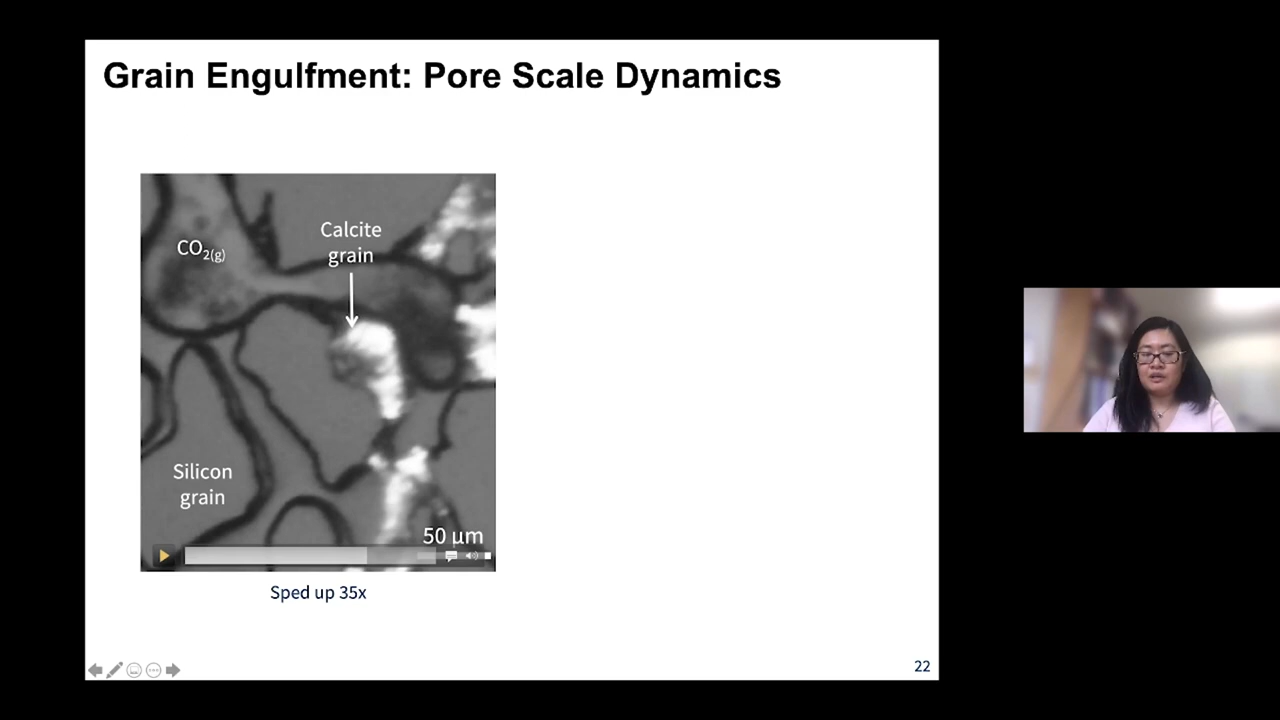 Grain Engulfment: Pore Scale Dynamics
CO2(g)
Calcite
grain
Silicon
grain
50 µm
Sped up 35x
22